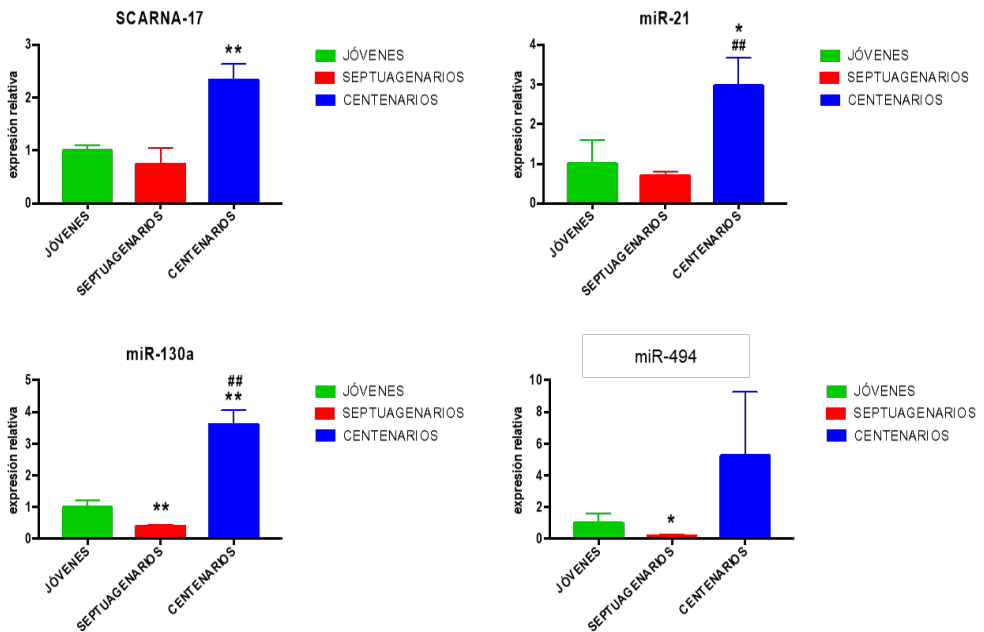 SCARNA-17
expresión relativa
3
2
1
0
**
JÓVENES
SEPTUAGENARIOS
CENTENARIOS
JÓVENES
SEPTUAGENARIOS
CENTENARIOS
miR-21
expresión relativa
4
3
2
1
0
*
##
JÓVENES
SEPTUAGENARIOS
CENTENARIOS
JÓVENES
SEPTUAGENARIOS
CENTENARIOS
miR-130a
expresión relativa
5
4
3
2
1
0
**
##
**
JÓVENES
SEPTUAGENARIOS
CENTENARIOS
JÓVENES
SEPTUAGENARIOS
CENTENARIOS
miR-494
expresión relativa
10
8
6
4
2
0
*
JÓVENES
SEPTUAGENARIOS
CENTENARIOS
JÓVENES
SEPTUAGENARIOS
CENTENARIOS